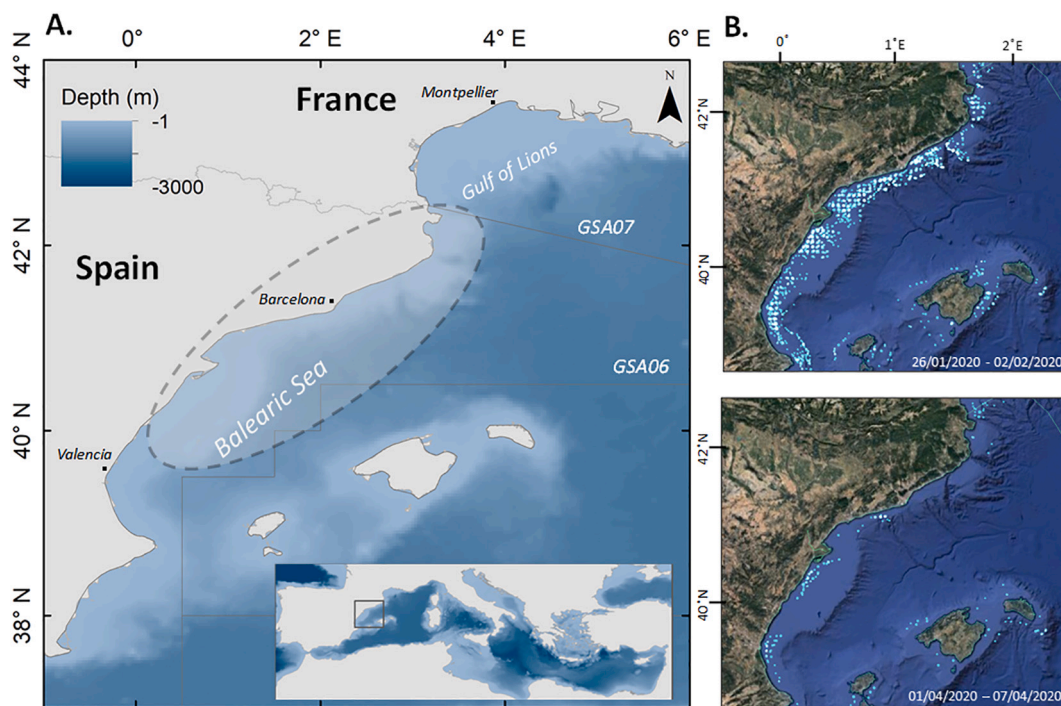 A.
0°
2° E
4° E
6° E
44° N
42° N
40° N
38° N
Depth (m)
-1
-3000
N
France
Montpellier
Gulf of Lions
GSA07
Spain
Barcelona
Balearic Sea
GSA06
Valencia
B.
0°
1°E
2°E
42°N
40°N
26/01/2020 - 02/02/2020
42°N
40°N
01/04/2020 -- 07/04/2020